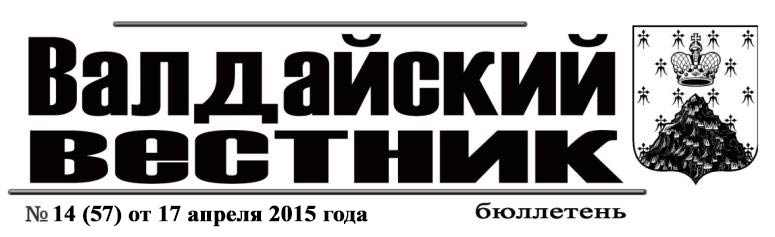 Валдайский
вестник
№ 14 (57) от 17 апреля 2015 года
бюллетень